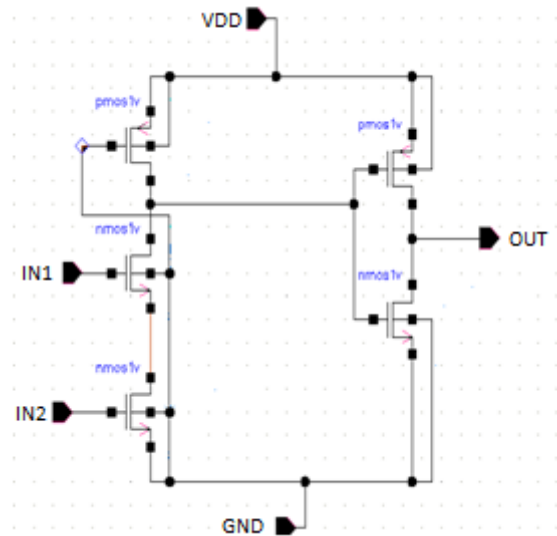 VDD
pmos1v
pmos1v
nmos1v
IN1
OUT
nmos1v
nmos1v
IN2
GND